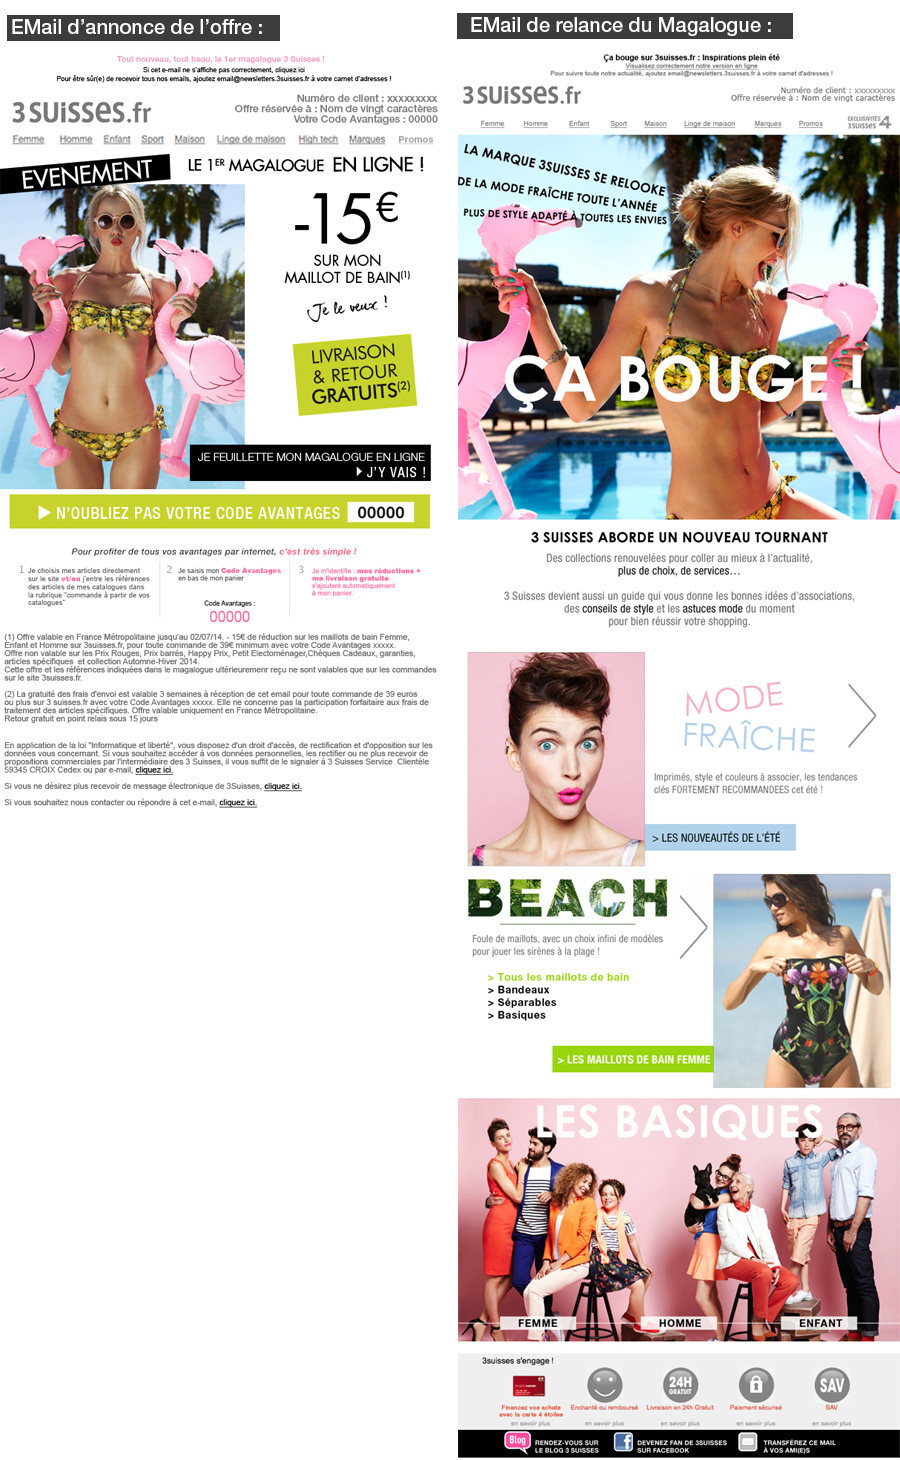 EMail d'annonce de l'offre :
Tout nouveau, tout beau, le 1er magalogue 3 Suisses !
Si cet e-mail ne s'affiche pas correctement, cliquez ici
Pour être sûr(e) de recevoir tous nos emails, ajoutez email@newsletters.3suisses.fr à votre carnet d'adresses !
3SUISSES.fr
Numéro de client : xxxxxxxxx
Offre réservée à : Nom de vingt caractères
Votre Code Avantages : 00000
Femme Homme Enfant Sport Maison Linge de maison High tech Marques Promos
EVENEMENT
LE 1ER MAGALOGUE EN LIGNE !
-15€
SUR MON
MAILLOT DE BAIN(1)
Je le veux !
LIVRAISON
& RETOUR
GRATUITS(2)
JE FEUILLETTE MON MAGALOGUE EN LIGNE
J'Y VAIS !
N'OUBLIEZ PAS VOTRE CODE AVANTAGES 00000
Pour profiter de tous vos avantages par internet, c'est très simple !
1 Je choisis mes articles directement
sur le site et/ou j'entre les références
des articles de mes catalogues dans
la rubrique "commande à partir de vos
catalogues"
2 Je saisis mon Code Avantages
en bas de mon panier
Code Avantages :
00000
3 Je m'identifie : mes réductions +
ma livraison gratuite
s'ajoutent automatiquement
à mon panier.
(1) Offre valable en France Métropolitaine jusqu'au 02/07/14. - 15€ de réduction sur les maillots de bain Femme,
Enfant et Homme sur 3suisses.fr, pour toute commande de 39€ minimum avec votre Code Avantages xxxxx.
Offre non valable sur les Prix Rouges, Prix barrés, Happy Prix, Petit Electoménager,Chèques Cadeaux, garanties,
articles spécifiques et collection Automne-Hiver 2014.
Cette offre et les références indiquées dans le magalogue ultérieurement reçu ne sont valables que sur les commandes
sur le site 3suisses.fr.
(2) La gratuité des frais d'envoi est valable 3 semaines à réception de cet email pour toute commande de 39 euros
ou plus sur 3 suisses.fr avec votre Code Avantages xxxxx. Elle ne concerne pas la participation forfaitaire aux frais de
traitement des articles spécifiques. Offre valable uniquement en France Métropolitaine.
Retour gratuit en point relais sous 15 jours
En application de la loi "Informatique et liberté", vous disposez d'un droit d'accès, de rectification et d'opposition sur les
données vous concernant. Si vous souhaitez accéder à vos données personnelles, les rectifier ou ne plus recevoir de
propositions commerciales par l'intermédiaire des 3 Suisses, il vous suffit de le signaler à 3 Suisses Service Clientèle
59345 CROIX Cedex ou par e-mail, cliquez ici.
Si vous ne désirez plus recevoir de message électronique de 3Suisses, cliquez ici.
Si vous souhaitez nous contacter ou répondre à cet e-mail, cliquez ici.
EMail de relance du Magalogue :
Ça bouge sur 3suisses.fr : Inspirations plein été
Visualisez correctement notre version en ligne
Pour suivre toute notre actualité, ajoutez email@newsletters.3suisses.fr à votre carnet d'adresses !
3SUISSES.fr
Numéro de client : xxxxxxxxx
Offre réservée à : Nom de vingt caractères
Femme Homme Enfant Sport Maison Linge de maison Marques Promos EXCLUSIVITÉS
3SUISSES 4
LA MARQUE 3SUISSES SE RELOOKE
DE LA MODE FRAÎCHE TOUTE L'ANNÉE
PLUS DE STYLE ADAPTÉ À TOUTES LES ENVIES
ÇA BOUGE !
3 SUISSES ABORDE UN NOUVEAU TOURNANT
Des collections renouvelées pour coller au mieux à l'actualité,
plus de choix, de services...
3 Suisses devient aussi un guide qui vous donne les bonnes idées d'associations,
des conseils de style et les astuces mode du moment
pour bien réussir votre shopping.
MODE
FRAÎCHE
Imprimés, style et couleurs à associer, les tendances
clés FORTEMENT RECOMMANDEES cet été !
> LES NOUVEAUTÉS DE L'ÉTÉ
BEACH
Foule de maillots, avec un choix infini de modèles
pour jouer les sirènes à la plage !
> Tous les maillots de bain
> Bandeaux
> Séparables
> Basiques
> LES MAILLOTS DE BAIN FEMME
LES BASIQUES
FEMME HOMME ENFANT
3suisses s'engage !
24H
GRATUIT
SAV
Financez vos achats
avec la carte 4 étoiles
Enchanté ou remboursé
Livraison en 24h Gratuit
Paiement sécurisé
SAV
en savoir plus en savoir plus en savoir plus en savoir plus en savoir plus
Blog
RENDEZ-VOUS SUR
LE BLOG 3 SUISSES
f
DEVENEZ FAN DE 3SUISSES
SUR FACEBOOK
TRANSFÉREZ CE MAIL
À VOS AMI(E)S